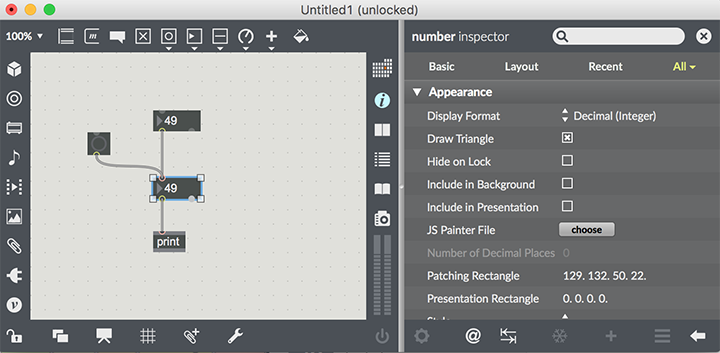 Untitled1 (unlocked)
100%
number inspector
Basic Layout Recent All
Appearance
Display Format Decimal (Integer)
Draw Triangle
Hide on Lock
Include in Background
Include in Presentation
JS Painter File choose
Number of Decimal Places 0
Patching Rectangle 129. 132. 50. 22.
Presentation Rectangle 0. 0. 0. 0.
49
49
print